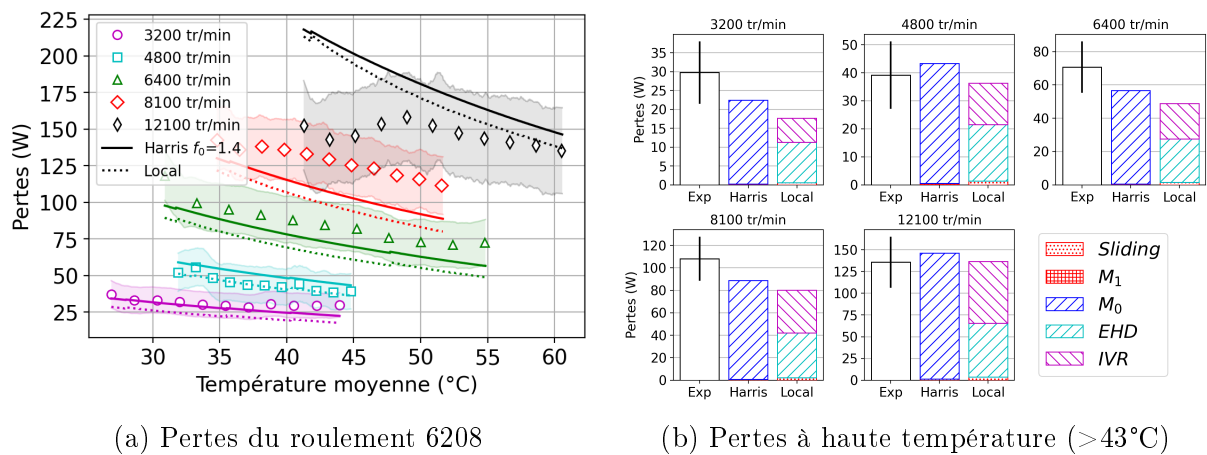 225
200
175
150
125
100
75
50
25
Pertes (W)
3200 tr/min
4800 tr/min
6400 tr/min
8100 tr/min
12100 tr/min
Harris f₀=1.4
Local
30 35 40 45 50 55 60
Température moyenne (°C)
(a) Pertes du roulement 6208
3200 tr/min
Pertes (W)
35
30
25
20
15
10
5
0
Exp Harris Local
4800 tr/min
50
40
30
20
10
0
Exp Harris Local
6400 tr/min
80
60
40
20
0
Exp Harris Local
8100 tr/min
Pertes (W)
120
100
80
60
40
20
0
Exp Harris Local
12100 tr/min
150
125
100
75
50
25
0
Exp Harris Local
Sliding
M₁
M₀
EHD
IVR
(b) Pertes à haute température (>43°C)